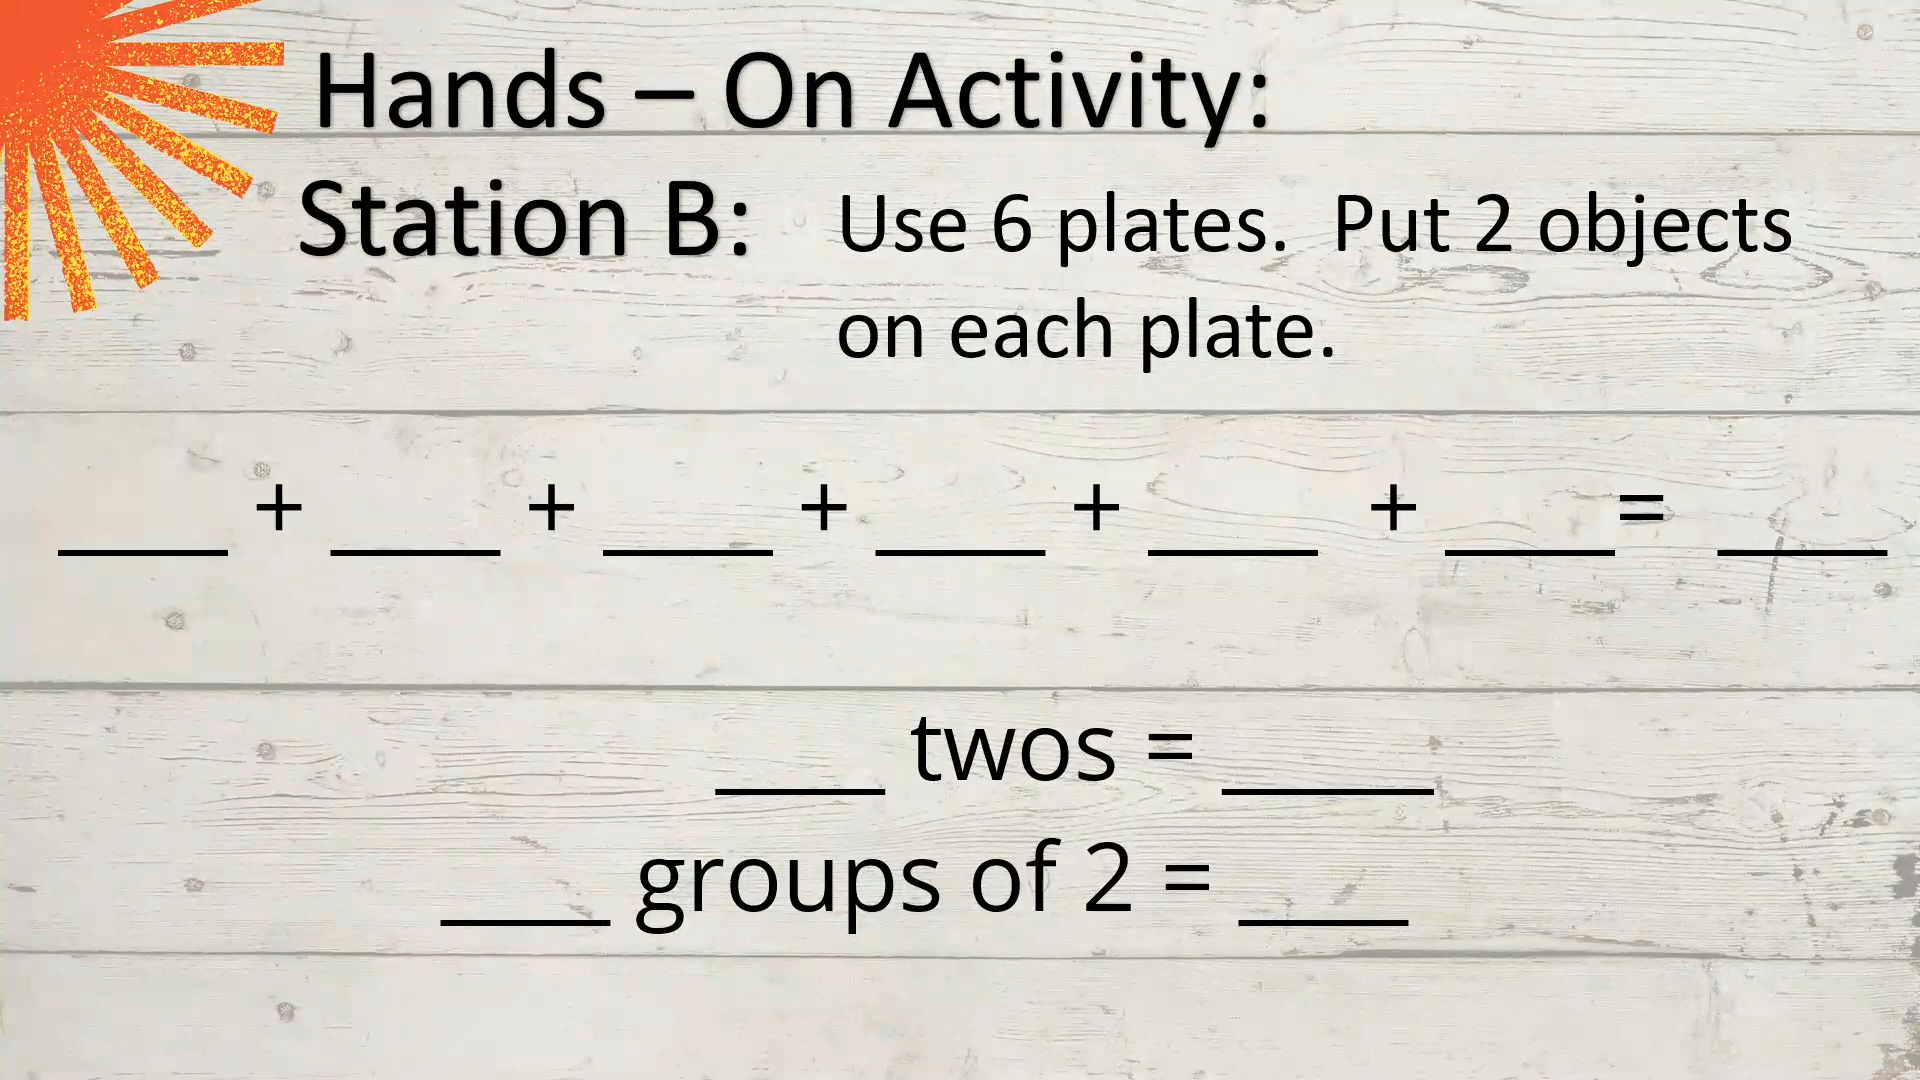 Hands – On Activity:
Station B: Use 6 plates. Put 2 objects
on each plate.
____ + ____ + ____ + ____ + ____ + ____= ____
____ twos = _____
____ groups of 2 = ____